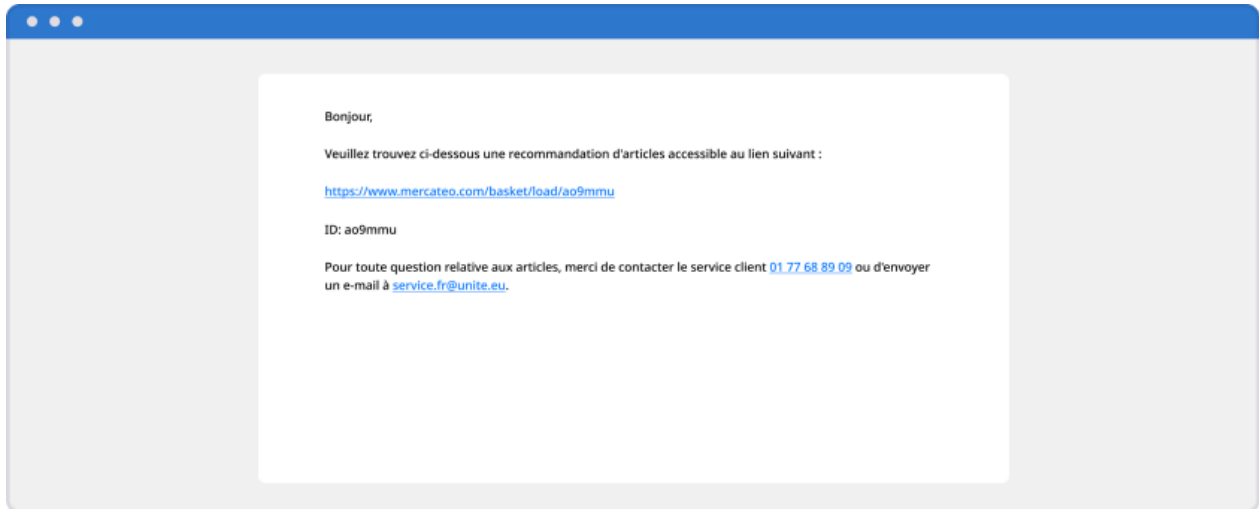 Bonjour,
Veuillez trouvez ci-dessous une recommandation d'articles accessible au lien suivant :
https://www.mercateo.com/basket/load/ao9mmu
ID: ao9mmu
Pour toute question relative aux articles, merci de contacter le service client 01 77 68 89 09 ou d'envoyer
un e-mail à service.fr@unite.eu.